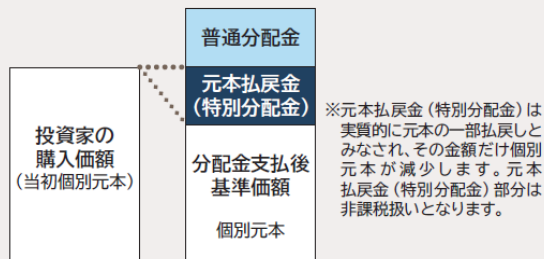 普通分配金
元本払戻金
(特別分配金)
投資家の
購入価額
(当初個別元本)
分配金支払後
基準価額
個別元本
※元本払戻金(特別分配金)は
実質的に元本の一部払戻しと
みなされ、その金額だけ個別
元本が減少します。元本
払戻金(特別分配金)部分は
非課税扱いとなります。